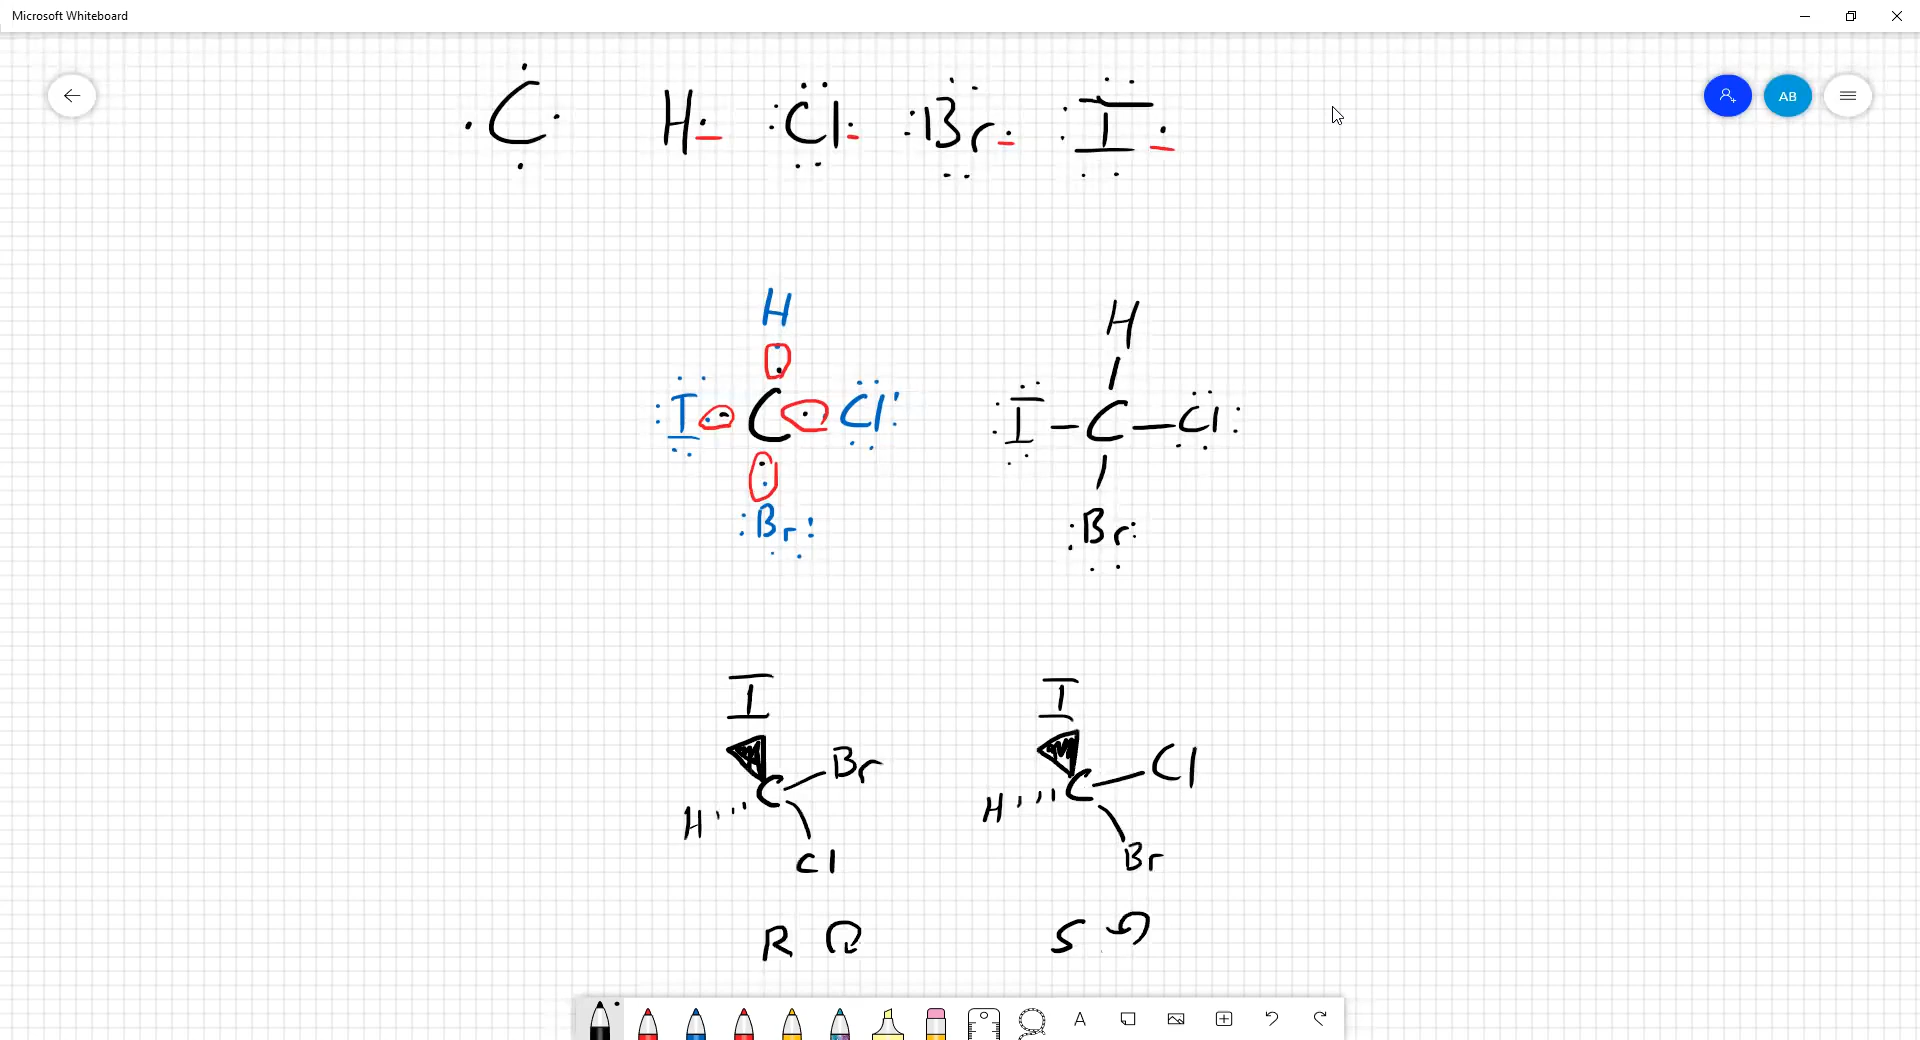 Microsoft Whiteboard
AB
C H Cl Br I
H
I C Cl
Br
H
I C Cl
Br
I
C Br
H
Cl
I
C Cl
H
Br
R
S
A